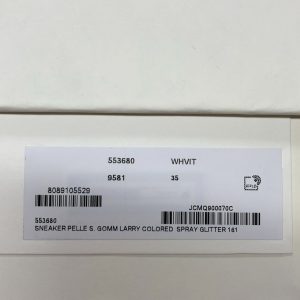 553680 WHVIT
9581 35
8089105529
JCMQ900070C
553680
SNEAKER PELLE S. GOMM LARRY COLORED SPRAY GLITTER 161